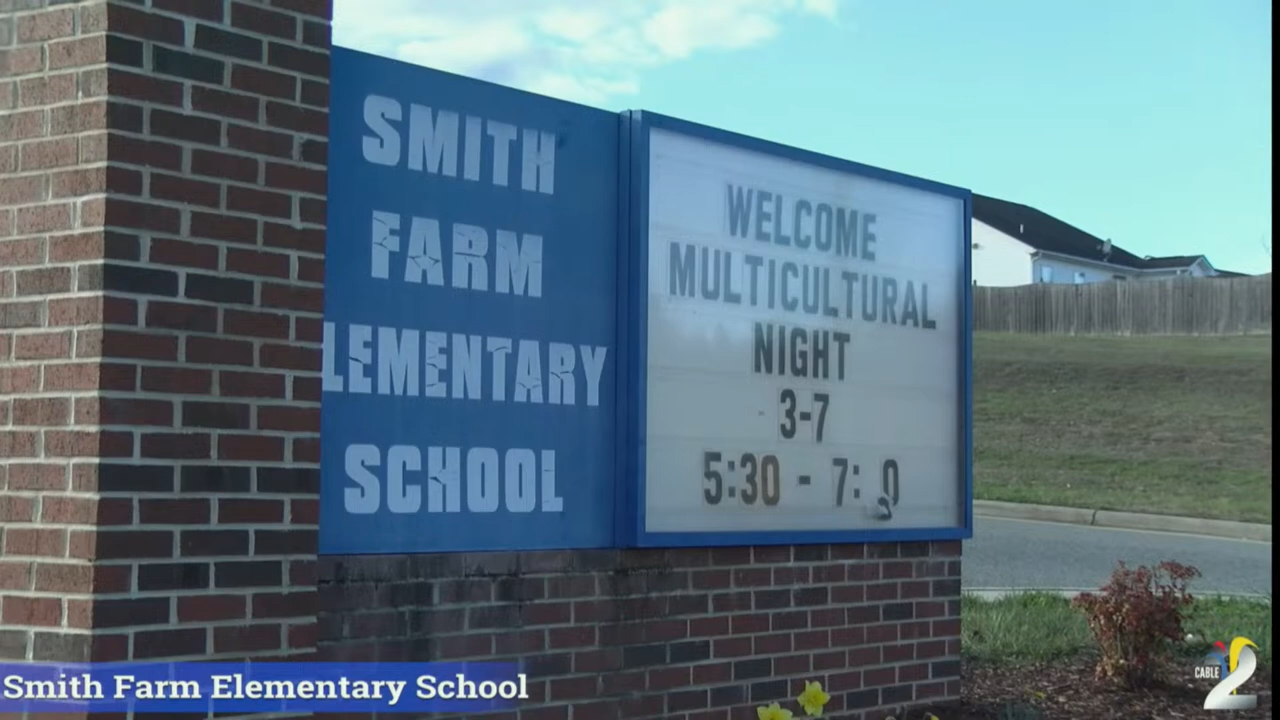 SMITH
FARM
LEMENTARY
SCHOOL
WELCOME
MULTICULTURAL
NIGHT
3-7
5:30 - 7: 0
Smith Farm Elementary School
CABLE
2